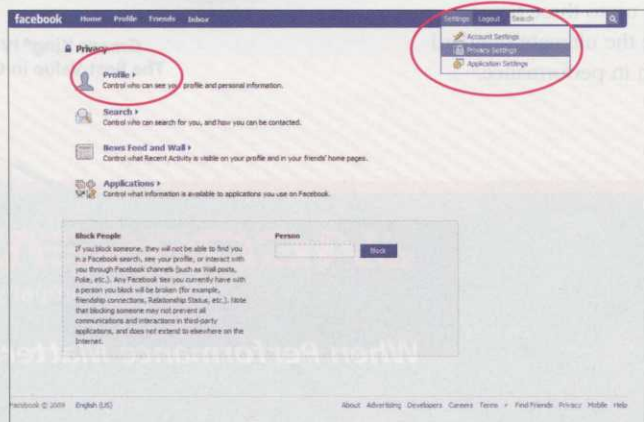 facebook Home Profile Friends Inbox Settings Logout Search
Account Settings
Privacy Settings
Application Settings
Privacy
Profile
Control who can see your profile and personal information.
Search
Control who can search for you, and how you can be contacted.
News Feed and Wall
Control what Recent Activity is visible on your profile and in your friends' home pages.
Applications
Control what information is available to applications you use on Facebook.
Block People
If you block someone, they will not be able to find you
in a Facebook search, see your profile, or interact with
you through Facebook channels (such as Wall posts,
Poke, etc.). Any Facebook ties you currently have with
a person you block will be broken (for example,
friendship connections, Relationship Status, etc.). Note
that blocking someone may not prevent all
communications and interactions in third-party
applications, and does not extend to elsewhere on the
Internet.
Person
Block
Facebook © 2009 English (US) About Advertising Developers Careers Terms • Find Friends Privacy Mobile Help
When Performance Matter